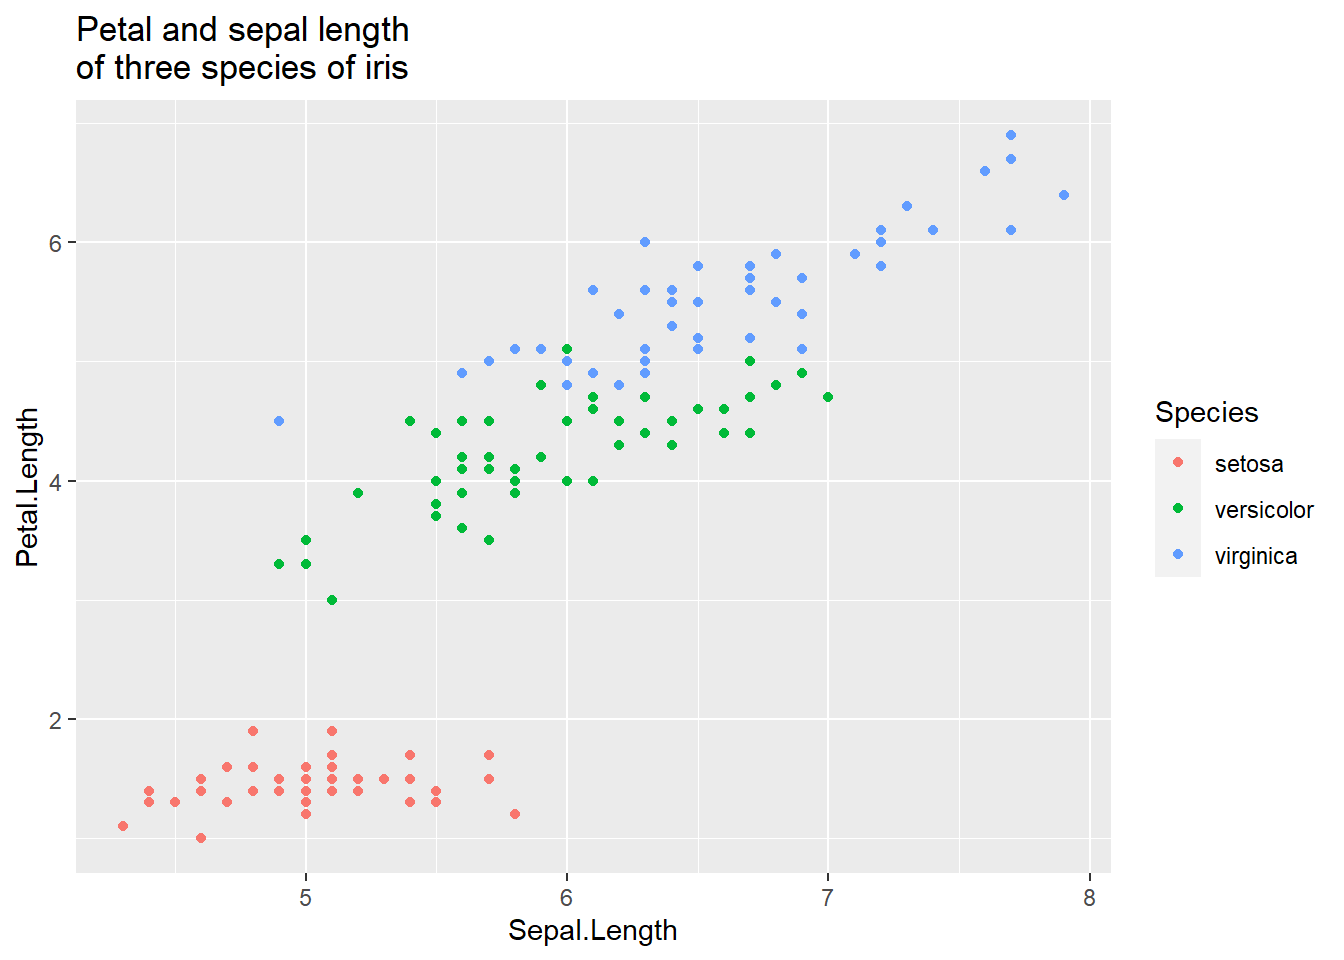 Petal and sepal length
of three species of iris
6
4
2
Petal.Length
5
6
7
8
Sepal.Length
Species
setosa
versicolor
virginica